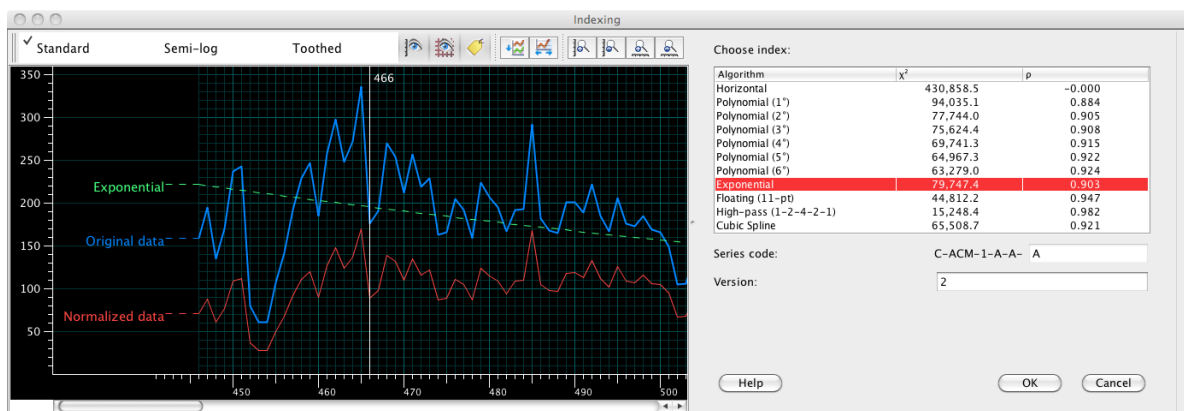 Indexing
Standard Semi-log Toothed
Choose index:
Algorithm χ² ρ
Horizontal 430,858.5 -0.000
Polynomial (1°) 94,035.1 0.884
Polynomial (2°) 77,744.0 0.905
Polynomial (3°) 75,624.4 0.908
Polynomial (4°) 69,741.3 0.915
Polynomial (5°) 64,967.3 0.922
Polynomial (6°) 63,279.0 0.924
Exponential 79,747.4 0.903
Floating (11-pt) 44,812.2 0.947
High-pass (1-2-4-2-1) 15,248.4 0.982
Cubic Spline 65,508.7 0.921
Series code: C-ACM-1-A-A- A
Version: 2
Help OK Cancel
350
466
300
250
Exponential
200
Original data
150
100
Normalized data
50
450 460 470 480 490 500